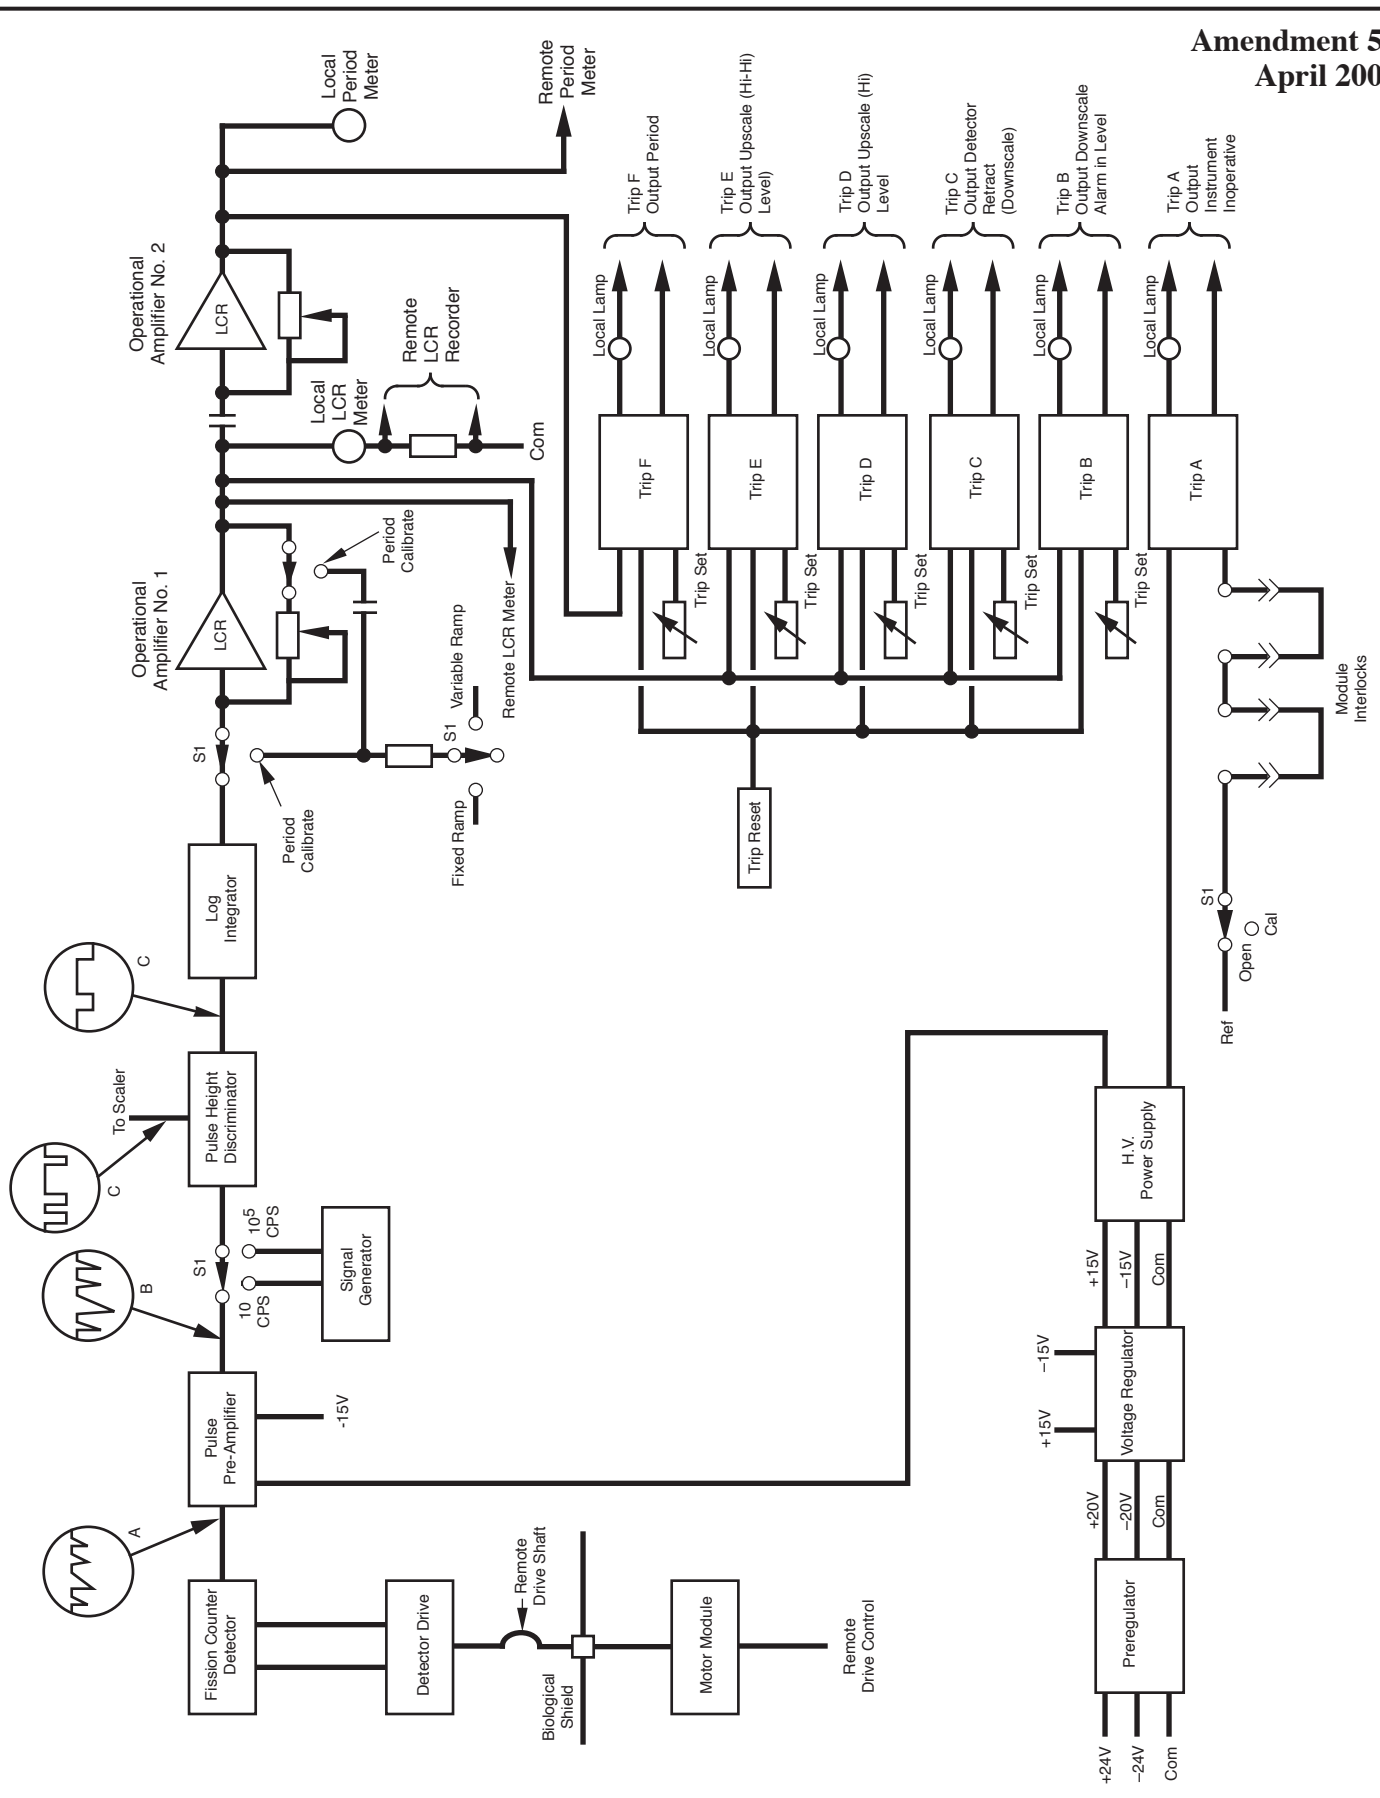 Amendment 5
April 200
Local
Period
Meter
Remote
Period
Meter
Operational
Amplifier No. 2
LCR
Remote
LCR
Recorder
Local
LCR
Meter
Com
Operational
Amplifier No. 1
LCR
Period
Calibrate
Remote LCR Meter
Variable Ramp
S1
Fixed Ramp
S1
Period
Calibrate
Log
Integrator
C
Pulse Height
Discriminator
To Scaler
C
S1
10⁵
CPS
10
CPS
Signal
Generator
B
Pulse
Pre-Amplifier
-15V
A
Fission Counter
Detector
Detector Drive
Remote
Drive Shaft
Biological
Shield
Motor Module
Remote
Drive Control
Trip F
Output Period
Local Lamp
Trip F
Trip Set
Trip E
Output Upscale (Hi-Hi)
Level)
Local Lamp
Trip E
Trip Set
Trip D
Output Upscale (Hi)
Level
Local Lamp
Trip D
Trip Set
Trip C
Output Detector
Retract
(Downscale)
Local Lamp
Trip C
Trip Set
Trip B
Output Downscale
Alarm in Level
Local Lamp
Trip B
Trip Set
Trip A
Output
Instrument
Inoperative
Local Lamp
Trip A
Trip Reset
Module
Interlocks
S1
Open
Cal
Ref
H.V.
Power Supply
+15V
–15V
Com
Voltage Regulator
–15V
+15V
+20V
–20V
Com
Preregulator
+24V
–24V
Com